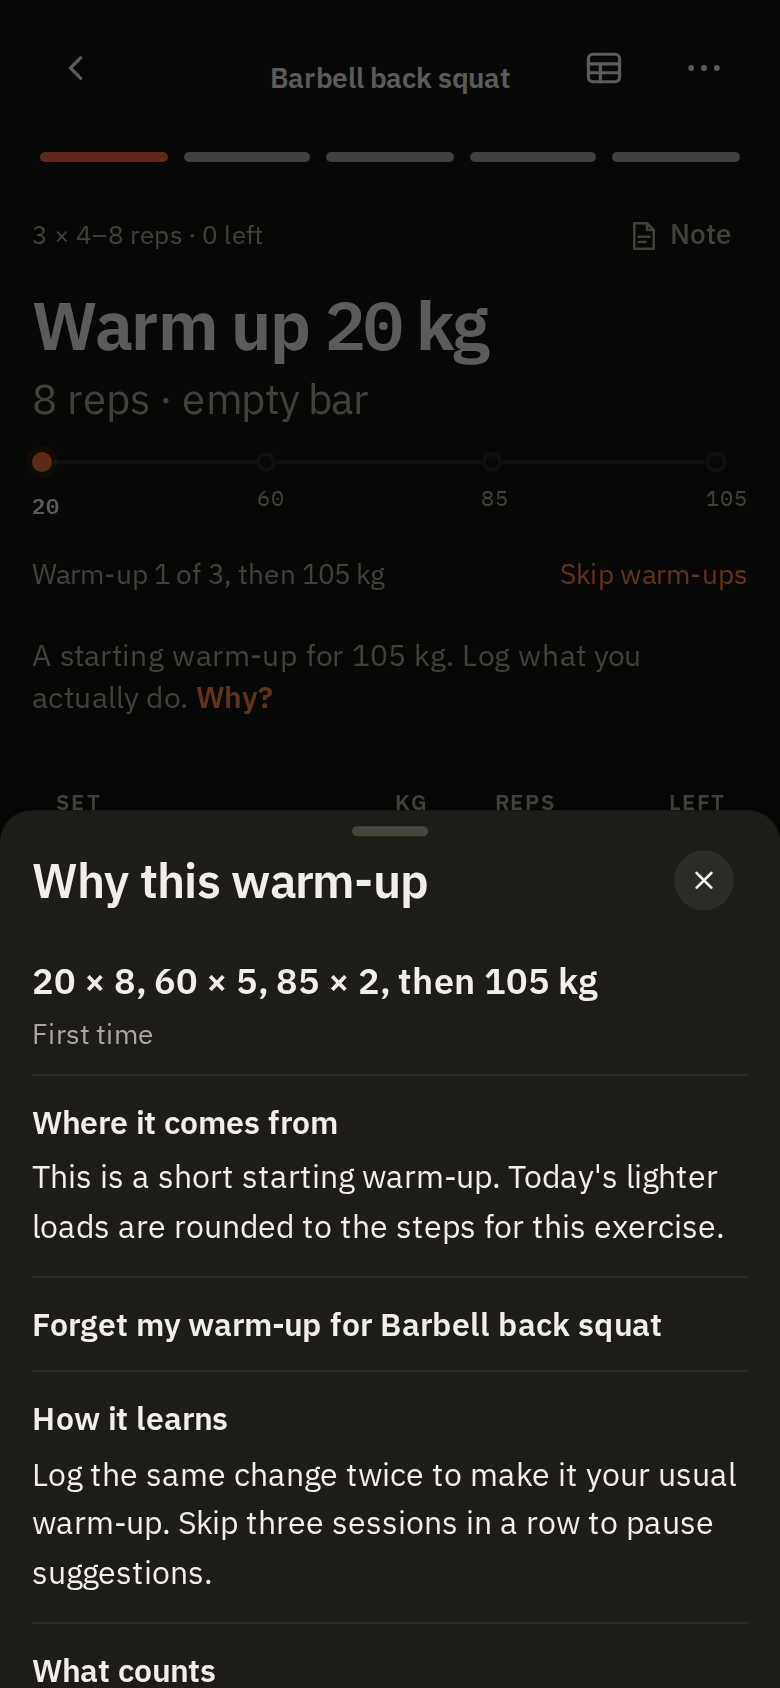 Barbell back squat
3 × 4–8 reps · 0 left
Note
Warm up 20 kg
8 reps · empty bar
20 60 85 105
Warm-up 1 of 3, then 105 kg
Skip warm-ups
A starting warm-up for 105 kg. Log what you
actually do. Why?
SET KG REPS LEFT
Why this warm-up
20 × 8, 60 × 5, 85 × 2, then 105 kg
First time
Where it comes from
This is a short starting warm-up. Today's lighter
loads are rounded to the steps for this exercise.
Forget my warm-up for Barbell back squat
How it learns
Log the same change twice to make it your usual
warm-up. Skip three sessions in a row to pause
suggestions.
What counts